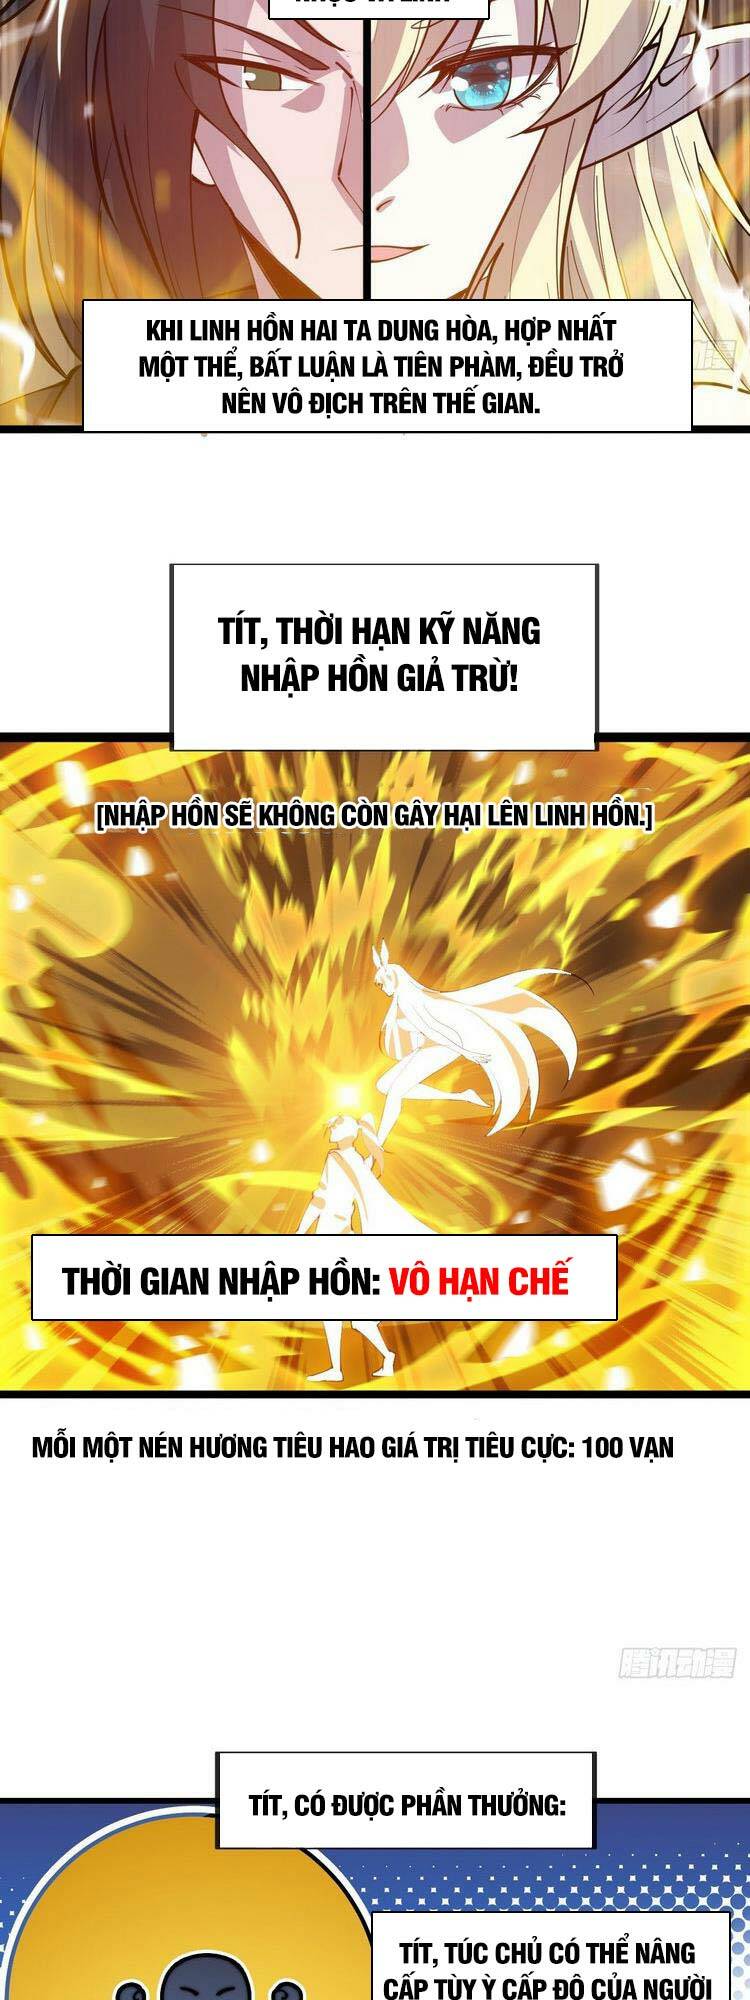 KHI LINH HỒN HAI TA DUNG HÒA, HỢP NHẤT
MỘT THỂ, BẤT LUẬN LÀ TIÊN PHÀM, ĐỀU TRỞ
NÊN VÔ ĐỊCH TRÊN THẾ GIAN.
TÍT, THỜI HẠN KỸ NĂNG
NHẬP HỒN GIẢ TRỪ!
[NHẬP HỒN SẼ KHÔNG CÒN GÂY HẠI LÊN LINH HỒN.]
THỜI GIAN NHẬP HỒN: VÔ HẠN CHẾ
MỖI MỘT NÉN HƯƠNG TIÊU HAO GIÁ TRỊ TIÊU CỰC: 100 VẠN
腾讯动漫
TÍT, CÓ ĐƯỢC PHẦN THƯỞNG:
TÍT, TÚC CHỦ CÓ THỂ NÂNG
CẤP TÙY Ý CẤP ĐỘ CỦA NGƯỜI